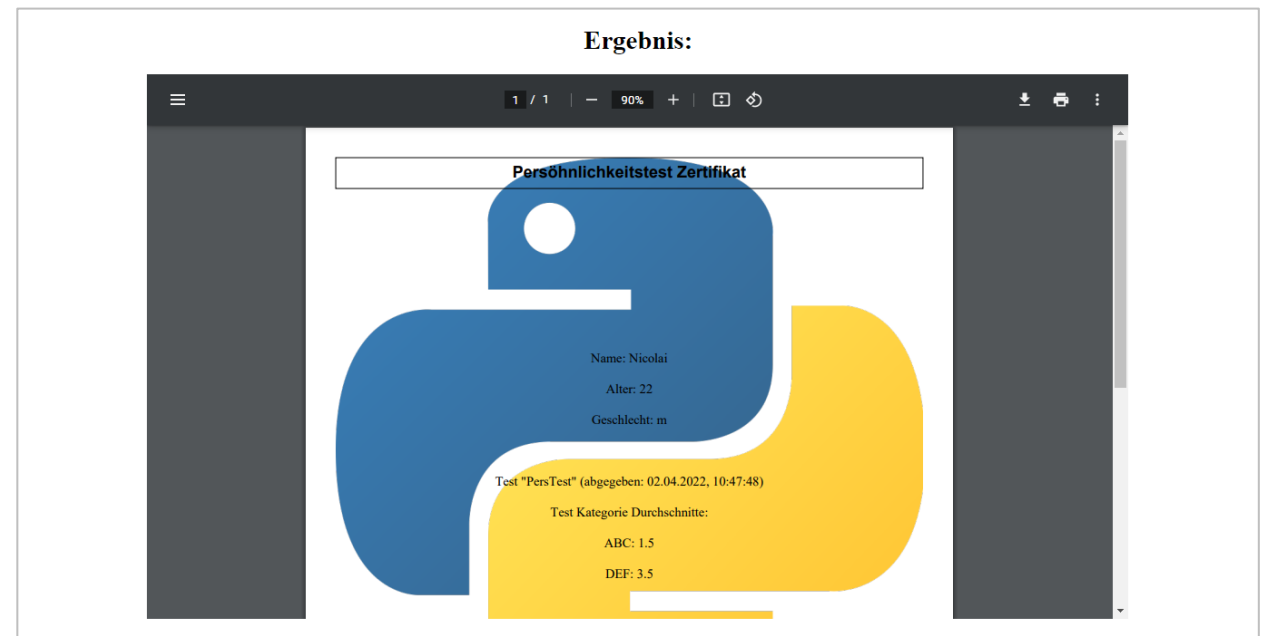 Ergebnis:
1 / 1 90%
Persöhnlichkeitstest Zertifikat
Name: Nicolai
Alter: 22
Geschlecht: m
Test "PersTest" (abgegeben: 02.04.2022, 10:47:48)
Test Kategorie Durchschnitte:
ABC: 1.5
DEF: 3.5